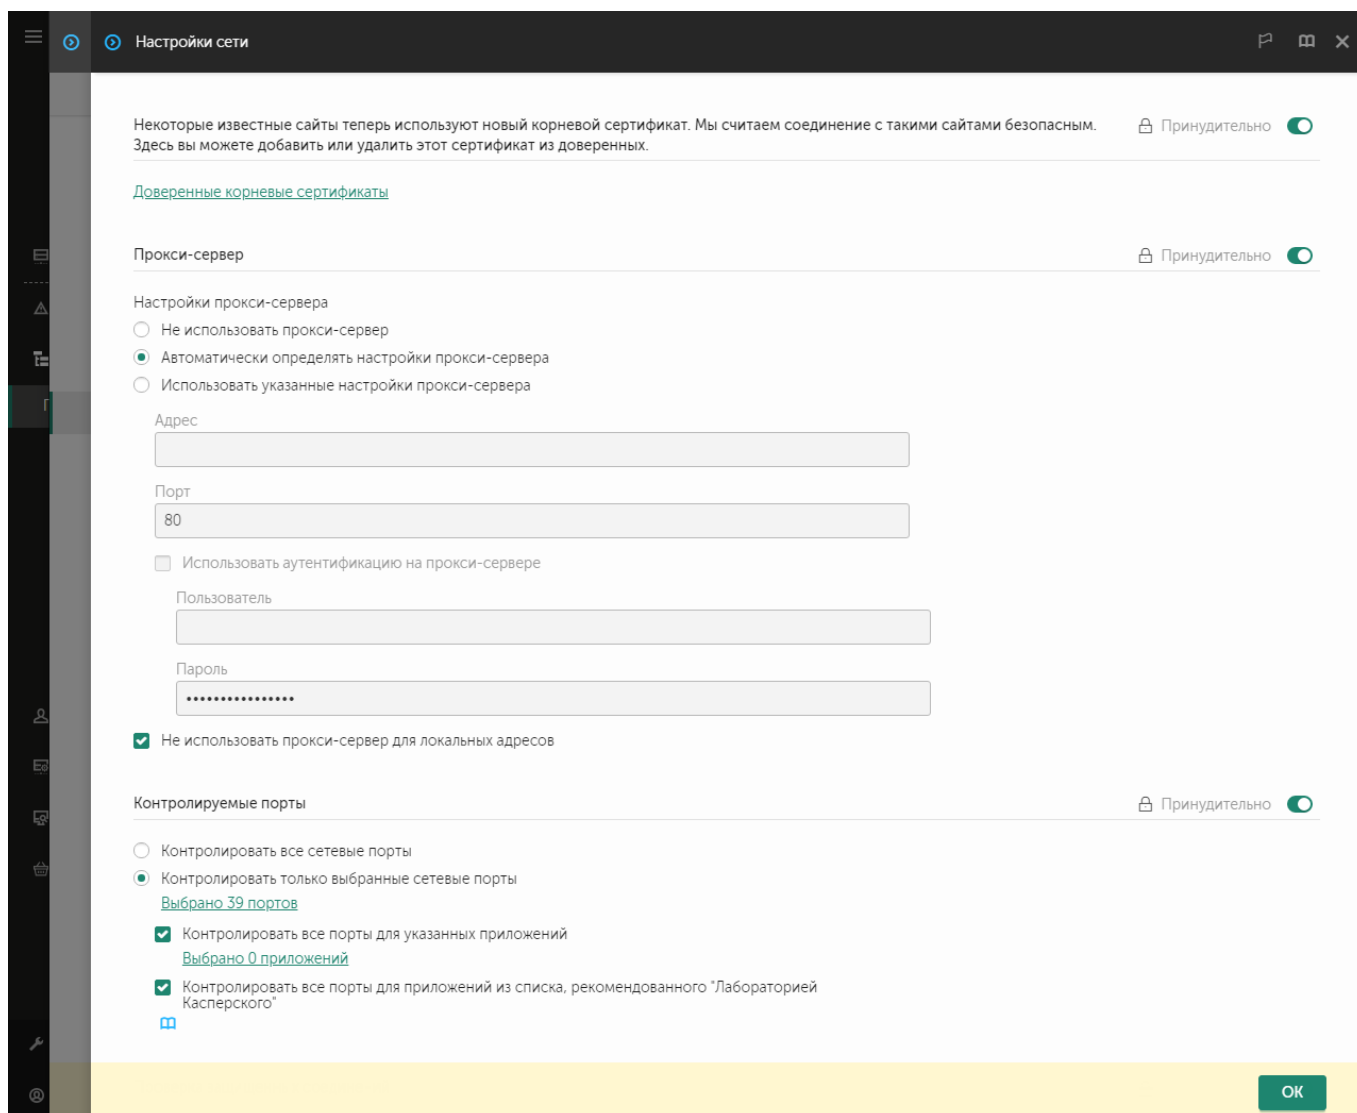 Настройки сети
Некоторые известные сайты теперь используют новый корневой сертификат. Мы считаем соединение с такими сайтами безопасным.
Здесь вы можете добавить или удалить этот сертификат из доверенных.
Принудительно
Доверенные корневые сертификаты
Прокси-сервер
Принудительно
Настройки прокси-сервера
Не использовать прокси-сервер
Автоматически определять настройки прокси-сервера
Использовать указанные настройки прокси-сервера
Адрес
Порт
80
Использовать аутентификацию на прокси-сервере
Пользователь
Пароль
••••••••••••••••
Не использовать прокси-сервер для локальных адресов
Контролируемые порты
Принудительно
Контролировать все сетевые порты
Контролировать только выбранные сетевые порты
Выбрано 39 портов
Контролировать все порты для указанных приложений
Выбрано 0 приложений
Контролировать все порты для приложений из списка, рекомендованного "Лабораторией
Касперского"
ОК